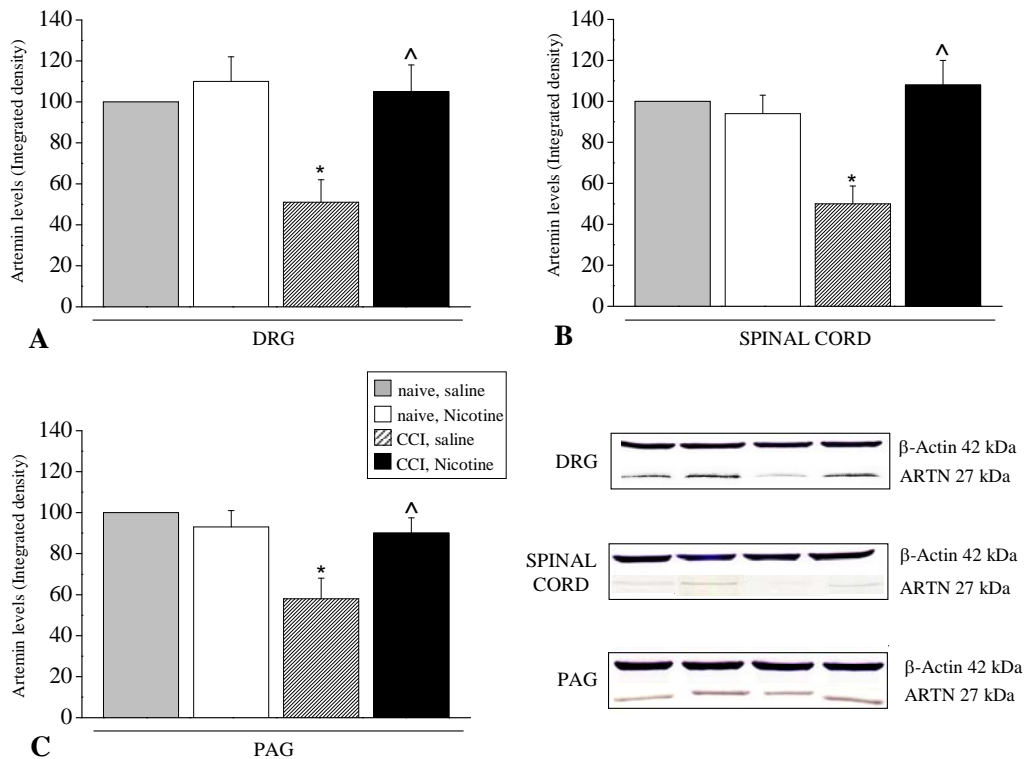 140
120
100
80
60
40
20
0
Artemin levels (Integrated density)
*
^
A
DRG
140
120
100
80
60
40
20
0
Artemin levels (Integrated density)
*
^
B
SPINAL CORD
140
120
100
80
60
40
20
0
Artemin levels (Integrated density)
*
^
C
PAG
naive, saline
naive, Nicotine
CCI, saline
CCI, Nicotine
DRG
β-Actin 42 kDa
ARTN 27 kDa
SPINAL
CORD
β-Actin 42 kDa
ARTN 27 kDa
PAG
β-Actin 42 kDa
ARTN 27 kDa